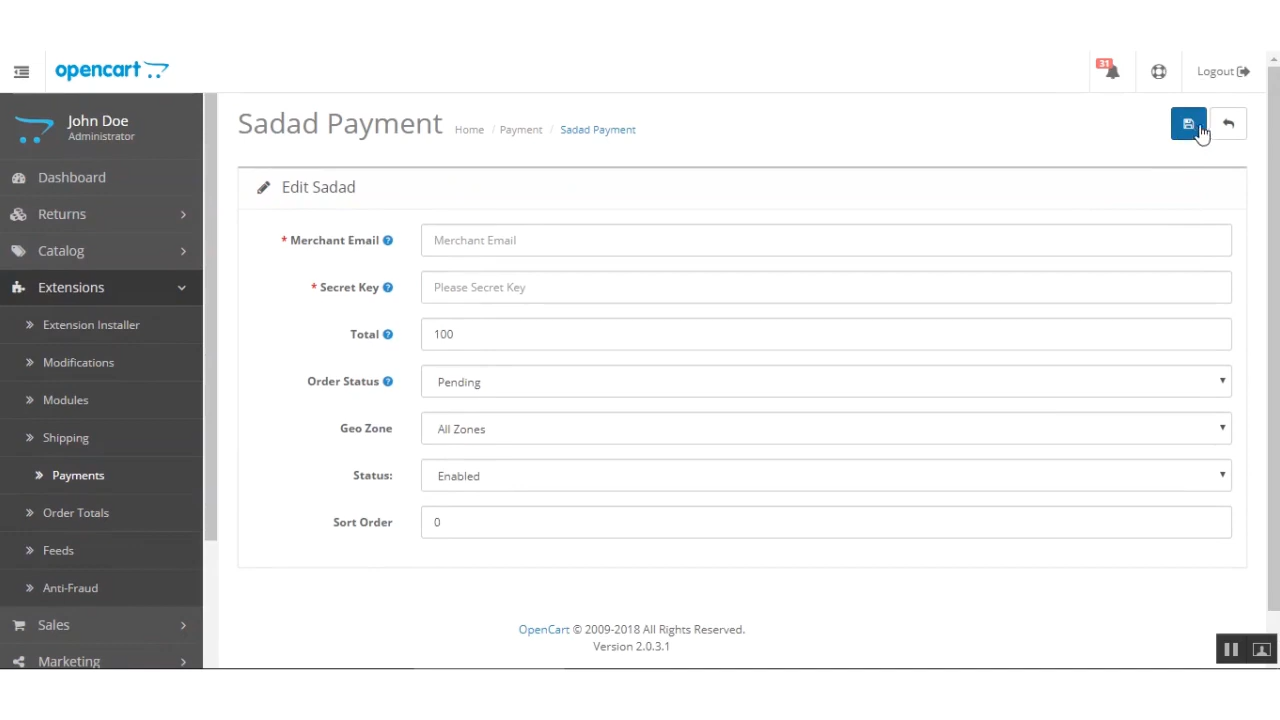 opencart
31
Logout
John Doe
Administrator
Sadad Payment
Home / Payment / Sadad Payment
Dashboard
Returns
Catalog
Extensions
Extension Installer
Modifications
Modules
Shipping
Payments
Order Totals
Feeds
Anti-Fraud
Sales
Marketing
Edit Sadad
* Merchant Email ? Merchant Email
* Secret Key ? Please Secret Key
Total ? 100
Order Status ? Pending
Geo Zone All Zones
Status: Enabled
Sort Order 0
OpenCart © 2009-2018 All Rights Reserved.
Version 2.0.3.1